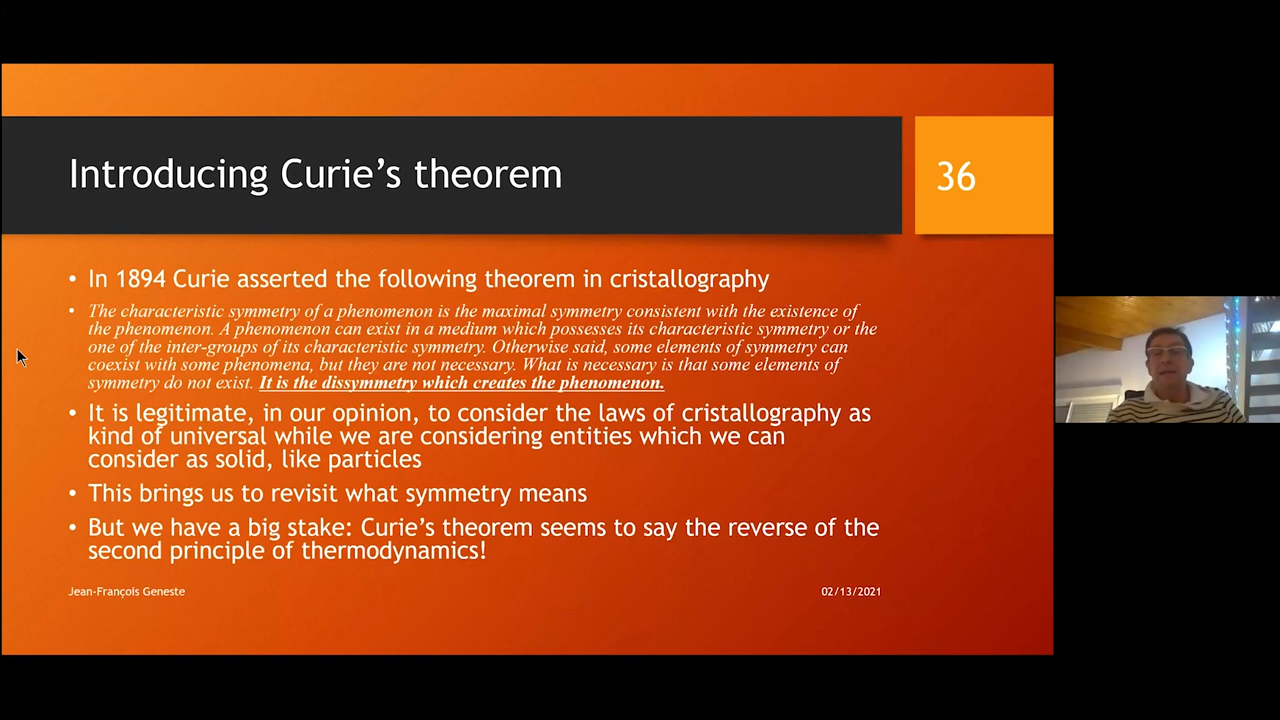 Introducing Curie's theorem
36
• In 1894 Curie asserted the following theorem in cristallography
• The characteristic symmetry of a phenomenon is the maximal symmetry consistent with the existence of
the phenomenon. A phenomenon can exist in a medium which possesses its characteristic symmetry or the
one of the inter-groups of its characteristic symmetry. Otherwise said, some elements of symmetry can
coexist with some phenomena, but they are not necessary. What is necessary is that some elements of
symmetry do not exist. It is the dissymmetry which creates the phenomenon.
• It is legitimate, in our opinion, to consider the laws of cristallography as
kind of universal while we are considering entities which we can
consider as solid, like particles
• This brings us to revisit what symmetry means
• But we have a big stake: Curie's theorem seems to say the reverse of the
second principle of thermodynamics!
Jean-François Geneste
02/13/2021